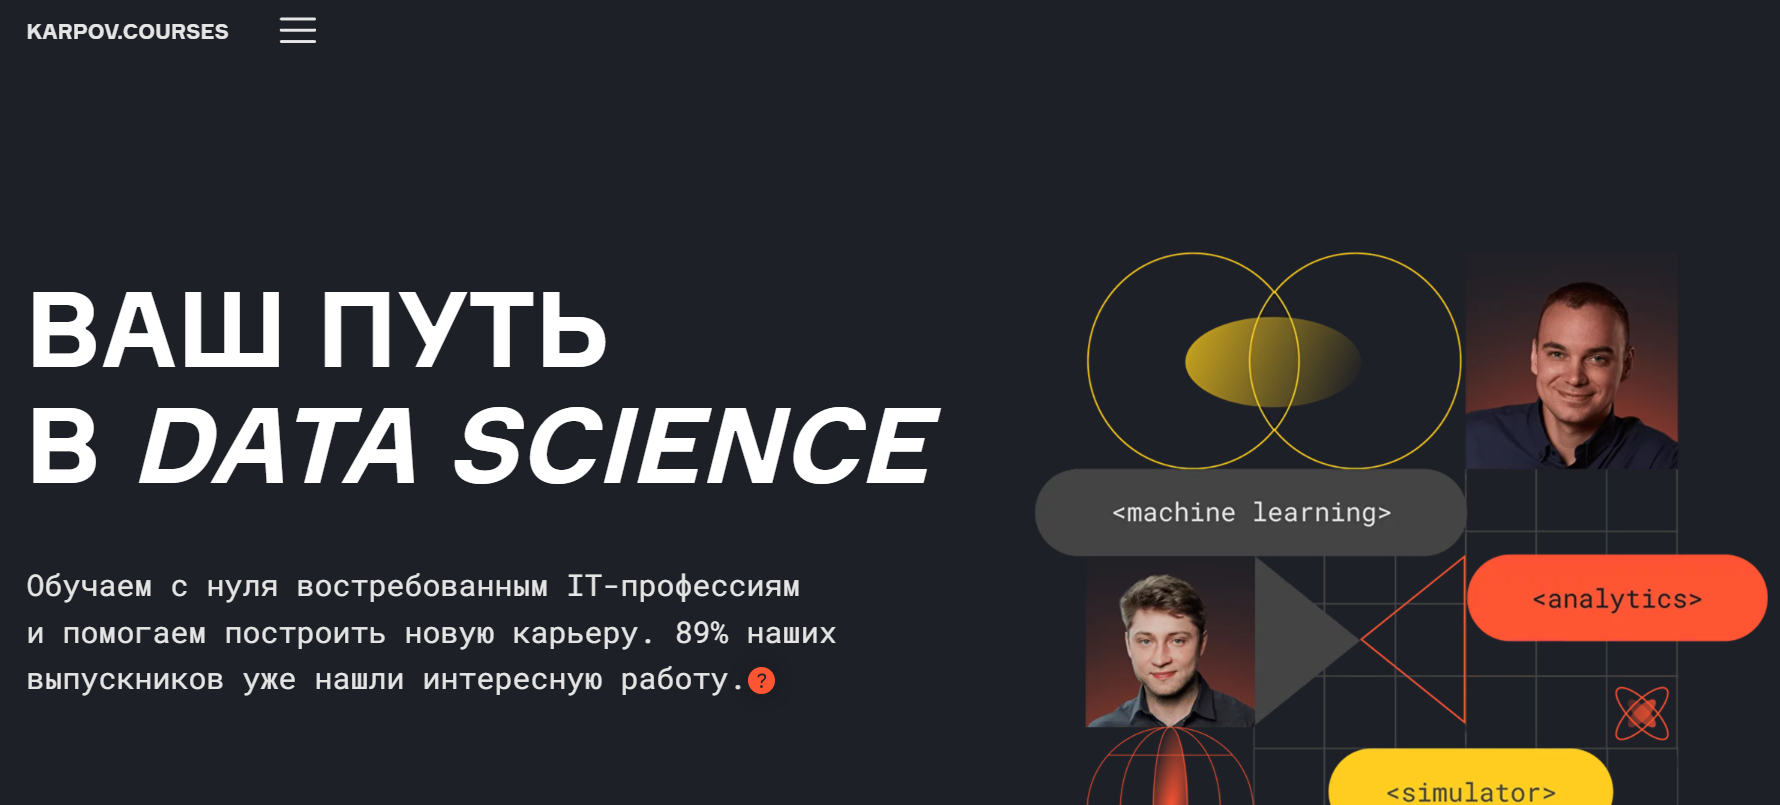 KARPOV.COURSES
ВАШ ПУТЬ
В DATA SCIENCE
Обучаем с нуля востребованным IT-профессиям
и помогаем построить новую карьеру. 89% наших
выпускников уже нашли интересную работу.?
<machine learning>
<analytics>
<simulator>